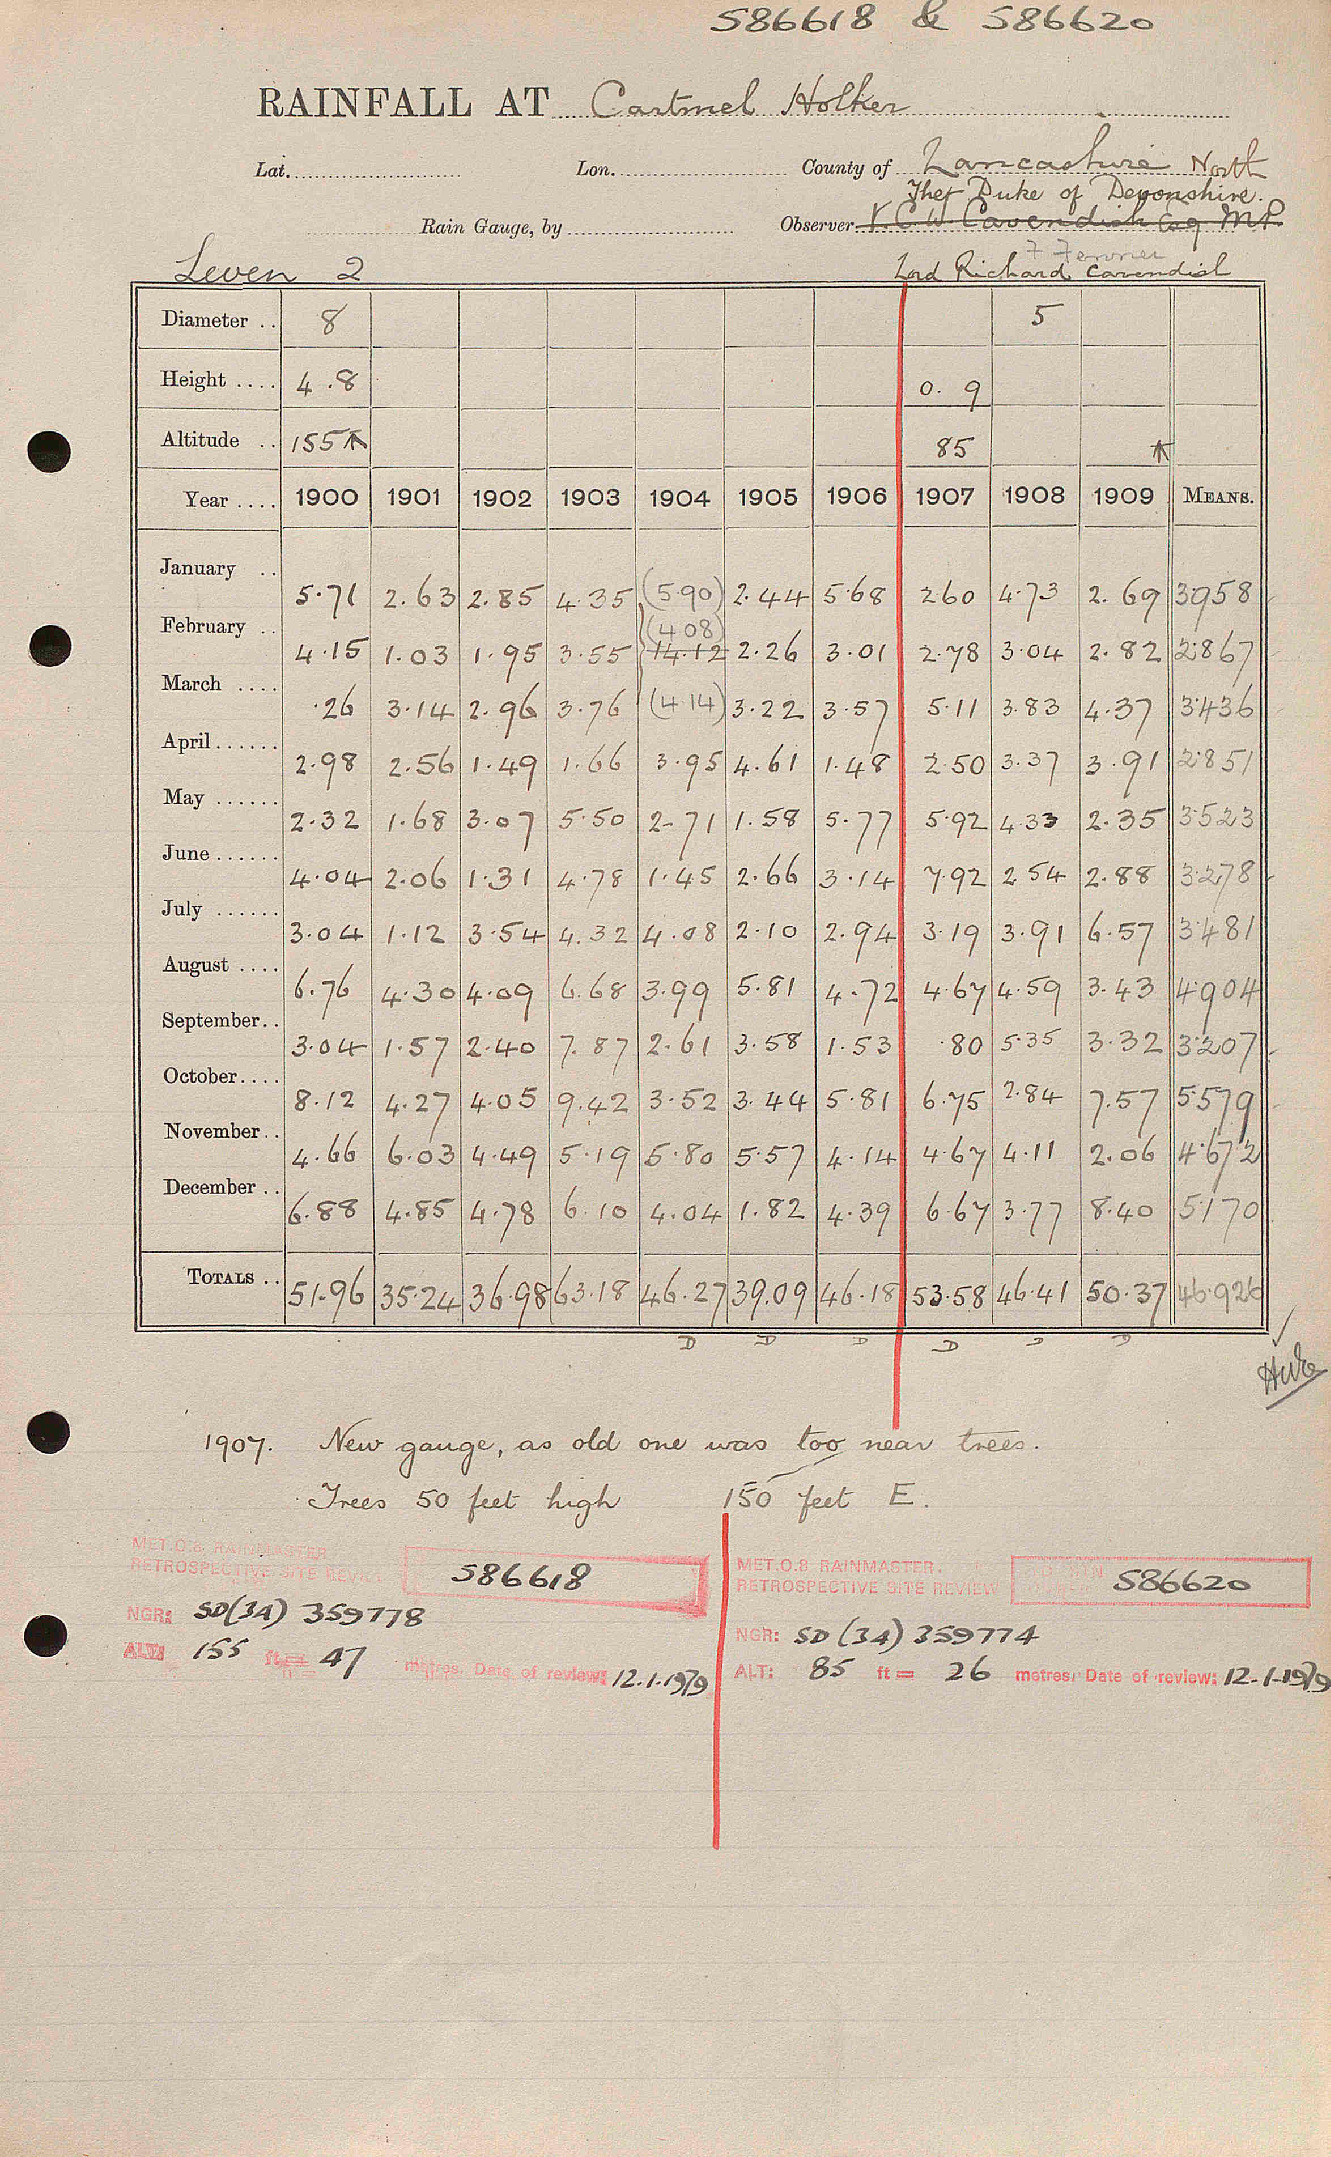 586618 & 586620
RAINFALL AT Cartmel Holker
Lat. Lon. County of Lancashire North
The Duke of Devonshire.
Rain Gauge, by Observer V C W Cavendish Esq M.P.
Leven 2 Lord Richard Cavendish
Diameter .. 8 5
Height .... 4.8 0.9
Altitude .. 155 85
Year .... 1900 1901 1902 1903 1904 1905 1906 1907 1908 1909 MEANS.
January .. 5.71 2.63 2.85 4.35 (5.90) 2.44 5.68 2.60 4.73 2.69 3.958
(4.08)
February .. 4.15 1.03 1.95 3.55 14.12 2.26 3.01 2.78 3.04 2.82 2.867
March .... .26 3.14 2.96 3.76 (4.14) 3.22 3.57 5.11 3.83 4.37 3.436
April ...... 2.98 2.56 1.49 1.66 3.95 4.61 1.48 2.50 3.37 3.91 2.851
May ...... 2.32 1.68 3.07 5.50 2.71 1.58 5.77 5.92 4.33 2.35 3.523
June ...... 4.04 2.06 1.31 4.78 1.45 2.66 3.14 7.92 2.54 2.88 3.278
July ...... 3.04 1.12 3.54 4.32 4.08 2.10 2.94 3.19 3.91 6.57 3.481
August .... 6.76 4.30 4.09 6.68 3.99 5.81 4.72 4.67 4.59 3.43 4.904
September.. 3.04 1.57 2.40 7.87 2.61 3.58 1.53 .80 5.35 3.32 3.207
October.... 8.12 4.27 4.05 9.42 3.52 3.44 5.81 6.75 2.84 7.57 5.579
November.. 4.66 6.03 4.49 5.19 5.80 5.57 4.14 4.67 4.11 2.06 4.672
December .. 6.88 4.85 4.78 6.10 4.04 1.82 4.39 6.67 3.77 8.40 5.170
TOTALS .. 51.96 35.24 36.98 63.18 46.27 39.09 46.18 53.58 46.41 50.37 46.926
D D D D D D
1907. New gauge, as old one was too near trees.
Trees 50 feet high 150 feet E.
MET.O.8 RAINMASTER
RETROSPECTIVE SITE REVIEW 586618
NGR: SD(34) 359778
ALT: 155 ft = 47 metres. Date of review: 12.1.1979
MET.O.8 RAINMASTER.
RETROSPECTIVE SITE REVIEW 586620
NGR: SD (34) 359774
ALT: 85 ft = 26 metres. Date of review: 12.1.1979